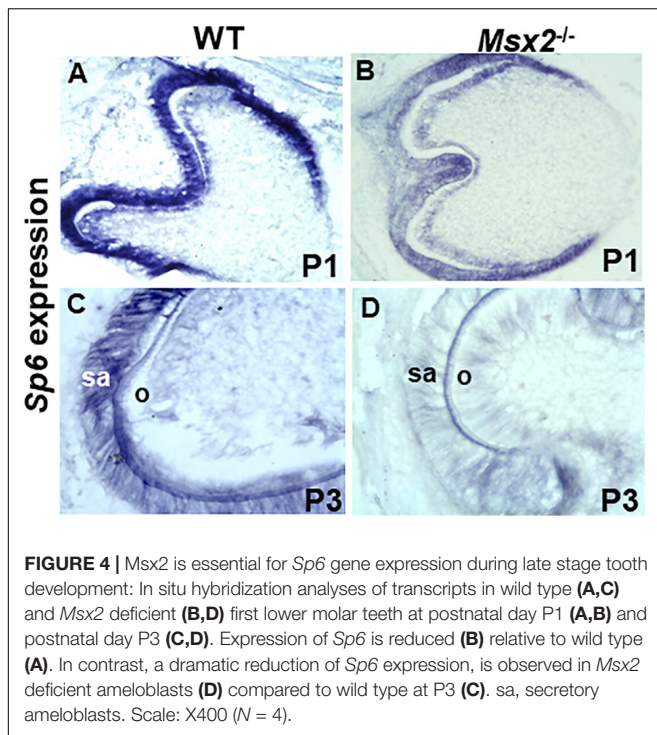 WT
Msx2-/-
A
B
Sp6 expression
P1
P1
C
D
sa
o
sa
o
P3
P3
FIGURE 4 | Msx2 is essential for Sp6 gene expression during late stage tooth
development: In situ hybridization analyses of transcripts in wild type (A,C)
and Msx2 deficient (B,D) first lower molar teeth at postnatal day P1 (A,B) and
postnatal day P3 (C,D). Expression of Sp6 is reduced (B) relative to wild type
(A). In contrast, a dramatic reduction of Sp6 expression, is observed in Msx2
deficient ameloblasts (D) compared to wild type at P3 (C). sa, secretory
ameloblasts. Scale: X400 (N = 4).